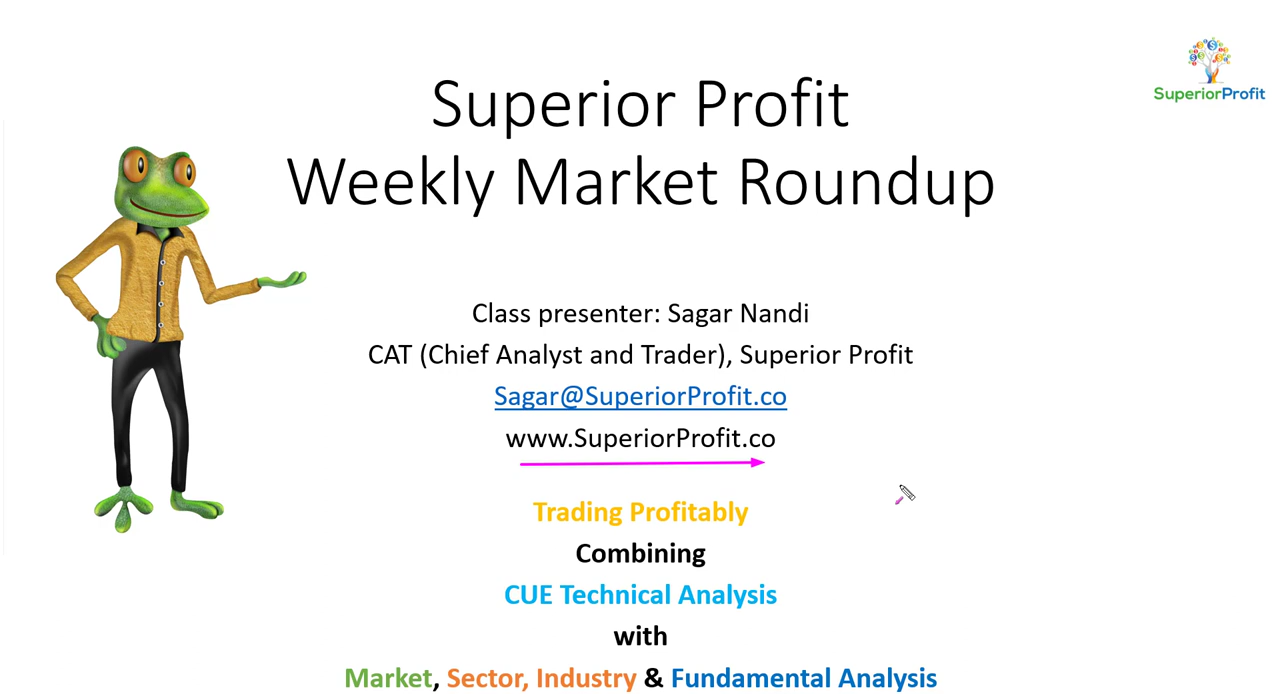 SuperiorProfit
Superior Profit
Weekly Market Roundup
Class presenter: Sagar Nandi
CAT (Chief Analyst and Trader), Superior Profit
Sagar@SuperiorProfit.co
www.SuperiorProfit.co
Trading Profitably
Combining
CUE Technical Analysis
with
Market, Sector, Industry & Fundamental Analysis